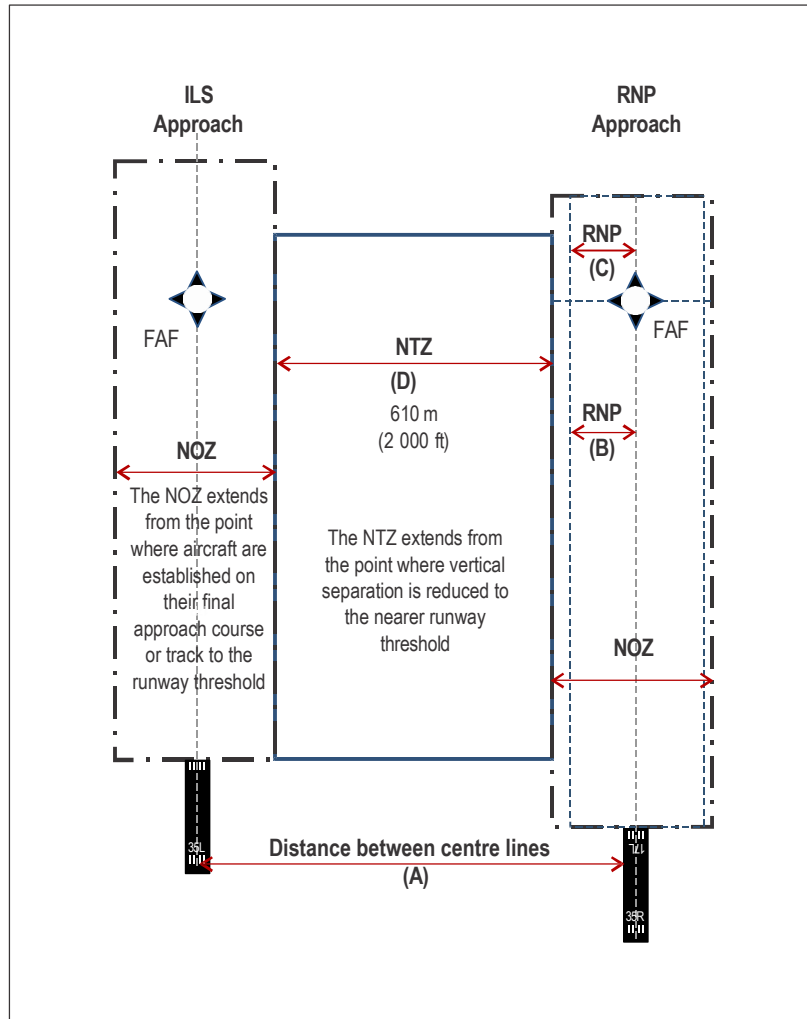 ILS
Approach
RNP
Approach
RNP
(C)
FAF
FAF
NTZ
(D)
610 m
(2 000 ft)
RNP
(B)
NOZ
The NOZ extends
from the point
where aircraft are
established on
their final
approach course
or track to the
runway threshold
The NTZ extends from
the point where vertical
separation is reduced to
the nearer runway
threshold
NOZ
35L
Distance between centre lines
(A)
17L
35R